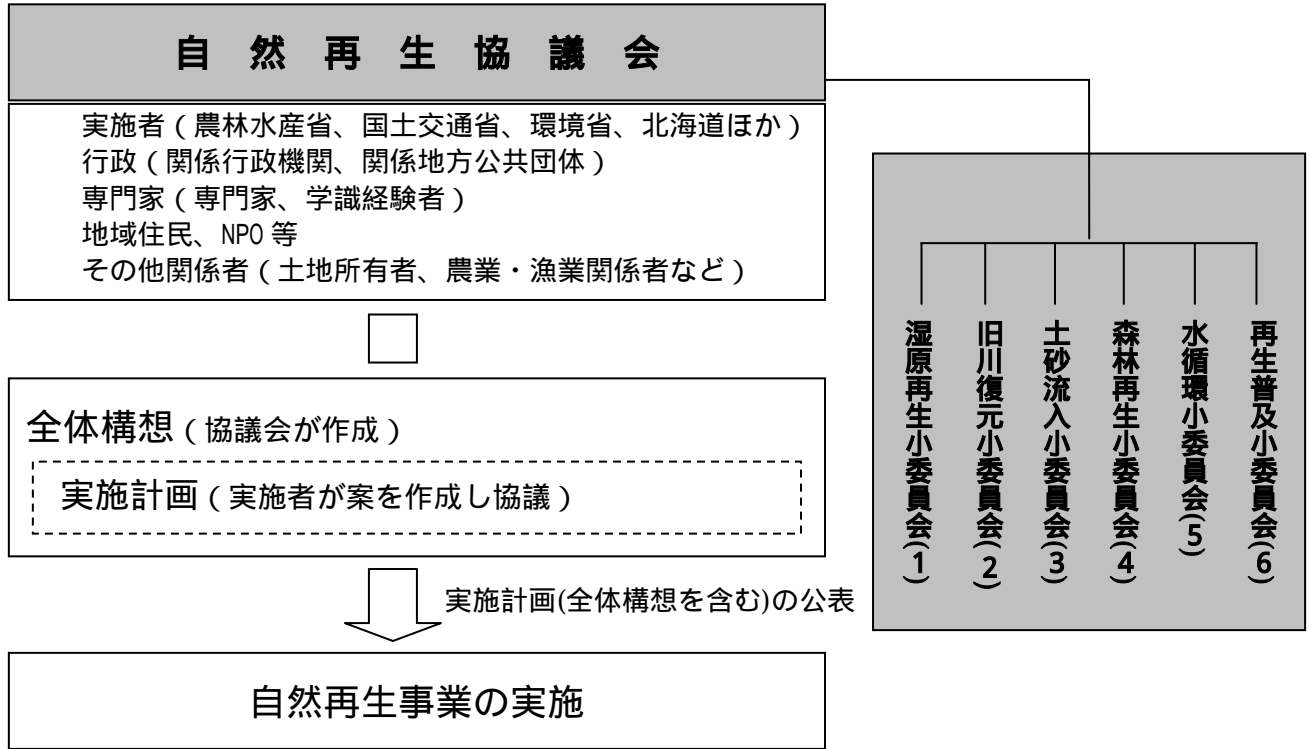 自然再生協議会
実施者（農林水産省、国土交通省、環境省、北海道ほか）
行政（関係行政機関、関係地方公共団体）
専門家（専門家、学識経験者）
地域住民、NPO 等
その他関係者（土地所有者、農業・漁業関係者など）
全体構想（協議会が作成）
実施計画（実施者が案を作成し協議）
実施計画(全体構想を含む)の公表
自然再生事業の実施
湿原再生小委員会(1)
旧川復元小委員会(2)
土砂流入小委員会(3)
森林再生小委員会(4)
水循環小委員会(5)
再生普及小委員会(6)